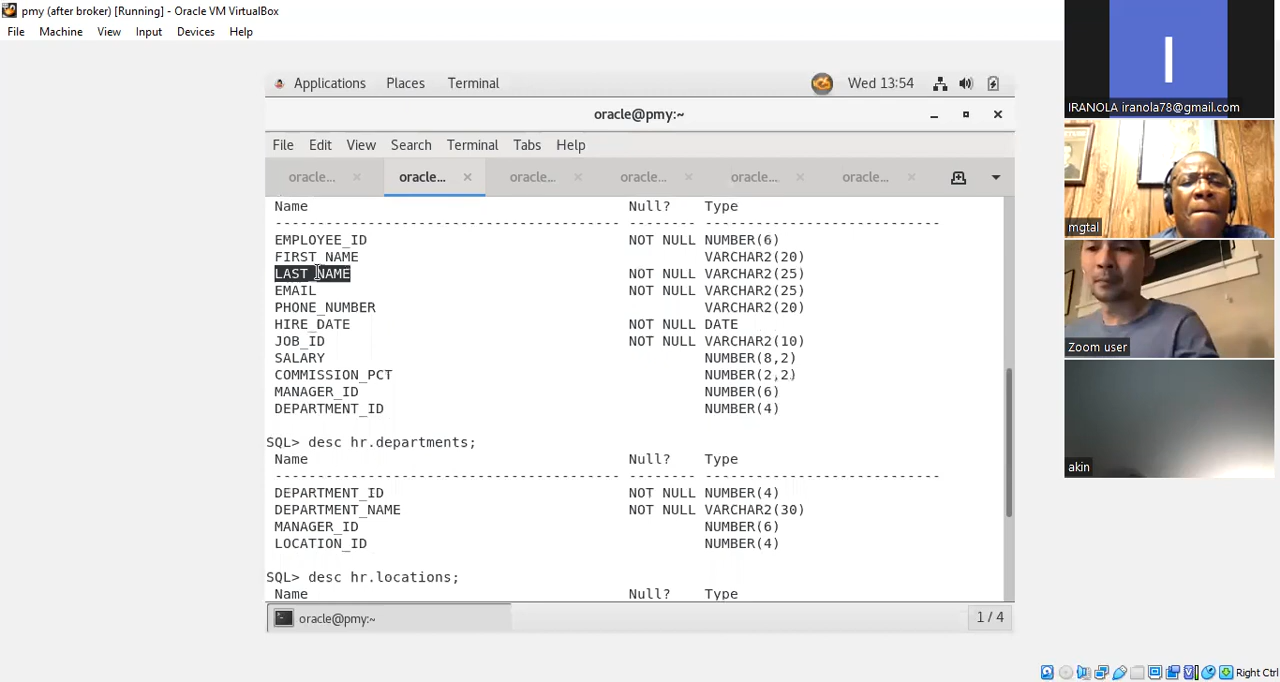 pmy (after broker) [Running] - Oracle VM VirtualBox
File Machine View Input Devices Help
Applications Places Terminal Wed 13:54
oracle@pmy:~
File Edit View Search Terminal Tabs Help
oracle... × oracle... × oracle... × oracle... × oracle... × oracle... ×
Name Null? Type
----------------------------------------- -------- ----------------------------
EMPLOYEE_ID NOT NULL NUMBER(6)
FIRST_NAME VARCHAR2(20)
LAST_NAME NOT NULL VARCHAR2(25)
EMAIL NOT NULL VARCHAR2(25)
PHONE_NUMBER VARCHAR2(20)
HIRE_DATE NOT NULL DATE
JOB_ID NOT NULL VARCHAR2(10)
SALARY NUMBER(8,2)
COMMISSION_PCT NUMBER(2,2)
MANAGER_ID NUMBER(6)
DEPARTMENT_ID NUMBER(4)
SQL> desc hr.departments;
Name Null? Type
----------------------------------------- -------- ----------------------------
DEPARTMENT_ID NOT NULL NUMBER(4)
DEPARTMENT_NAME NOT NULL VARCHAR2(30)
MANAGER_ID NUMBER(6)
LOCATION_ID NUMBER(4)
SQL> desc hr.locations;
Name Null? Type
oracle@pmy:~ 1 / 4
I
IRANOLA iranola78@gmail.com
mgtal
Zoom user
akin
Right Ctrl